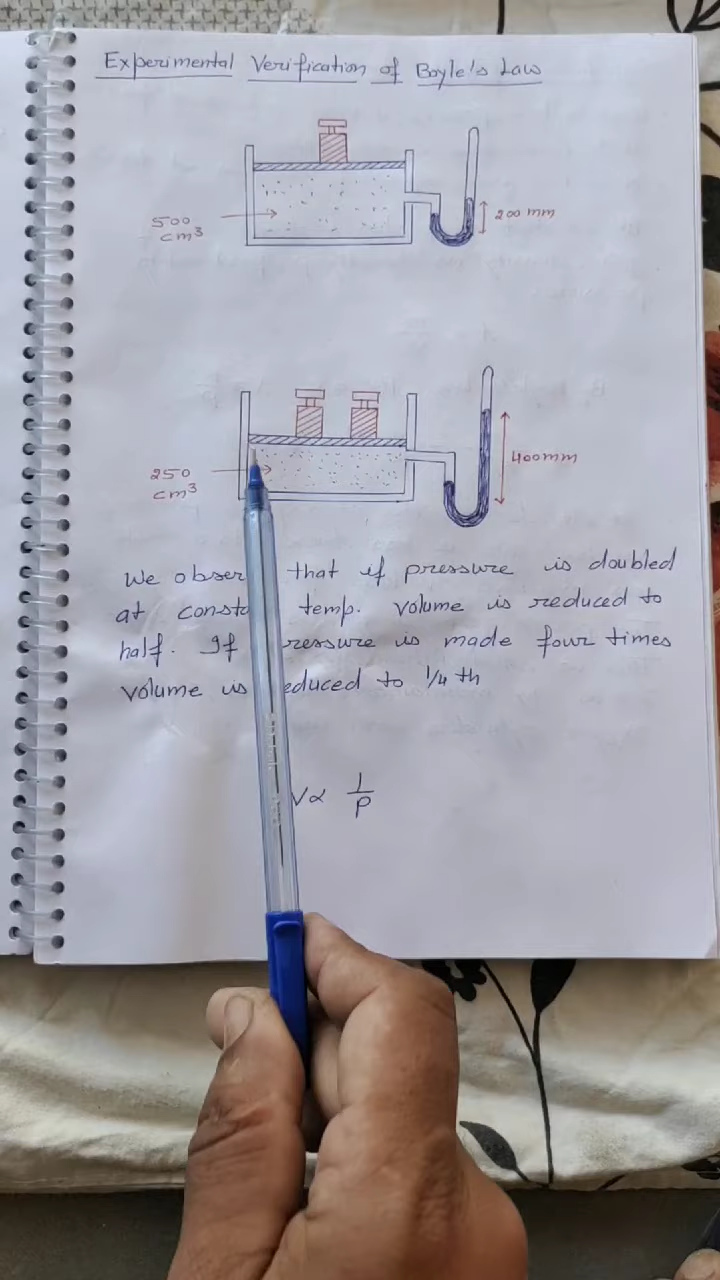 Experimental Verification of Boyle's Law
500
cm³
200 mm
250
cm³
400mm
We obser that if pressure is doubled
at consta temp. volume is reduced to
half. If ressure is made four times
volume is educed to 1/4 th
V∝ 1/P